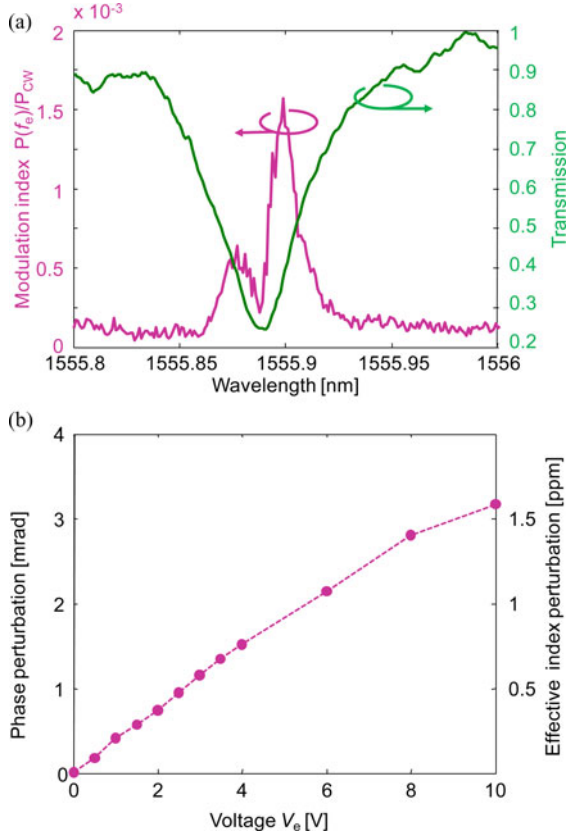 (a)
× 10⁻³
2
1.5
1
0.5
0
Modulation index P(fₑ)/P_CW
1
0.9
0.8
0.7
0.6
0.5
0.4
0.3
0.2
Transmission
1555.8 1555.85 1555.9 1555.95 1556
Wavelength [nm]
(b)
4
3
2
1
0
Phase perturbation [mrad]
1.5
1
0.5
Effective index perturbation [ppm]
0 2 4 6 8 10
Voltage Vₑ [V]